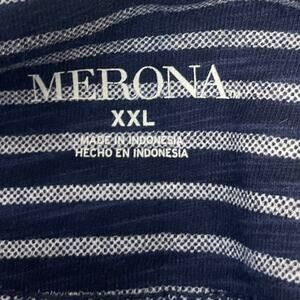 MERONA
XXL
MADE IN INDONESIA
HECHO EN INDONESIA